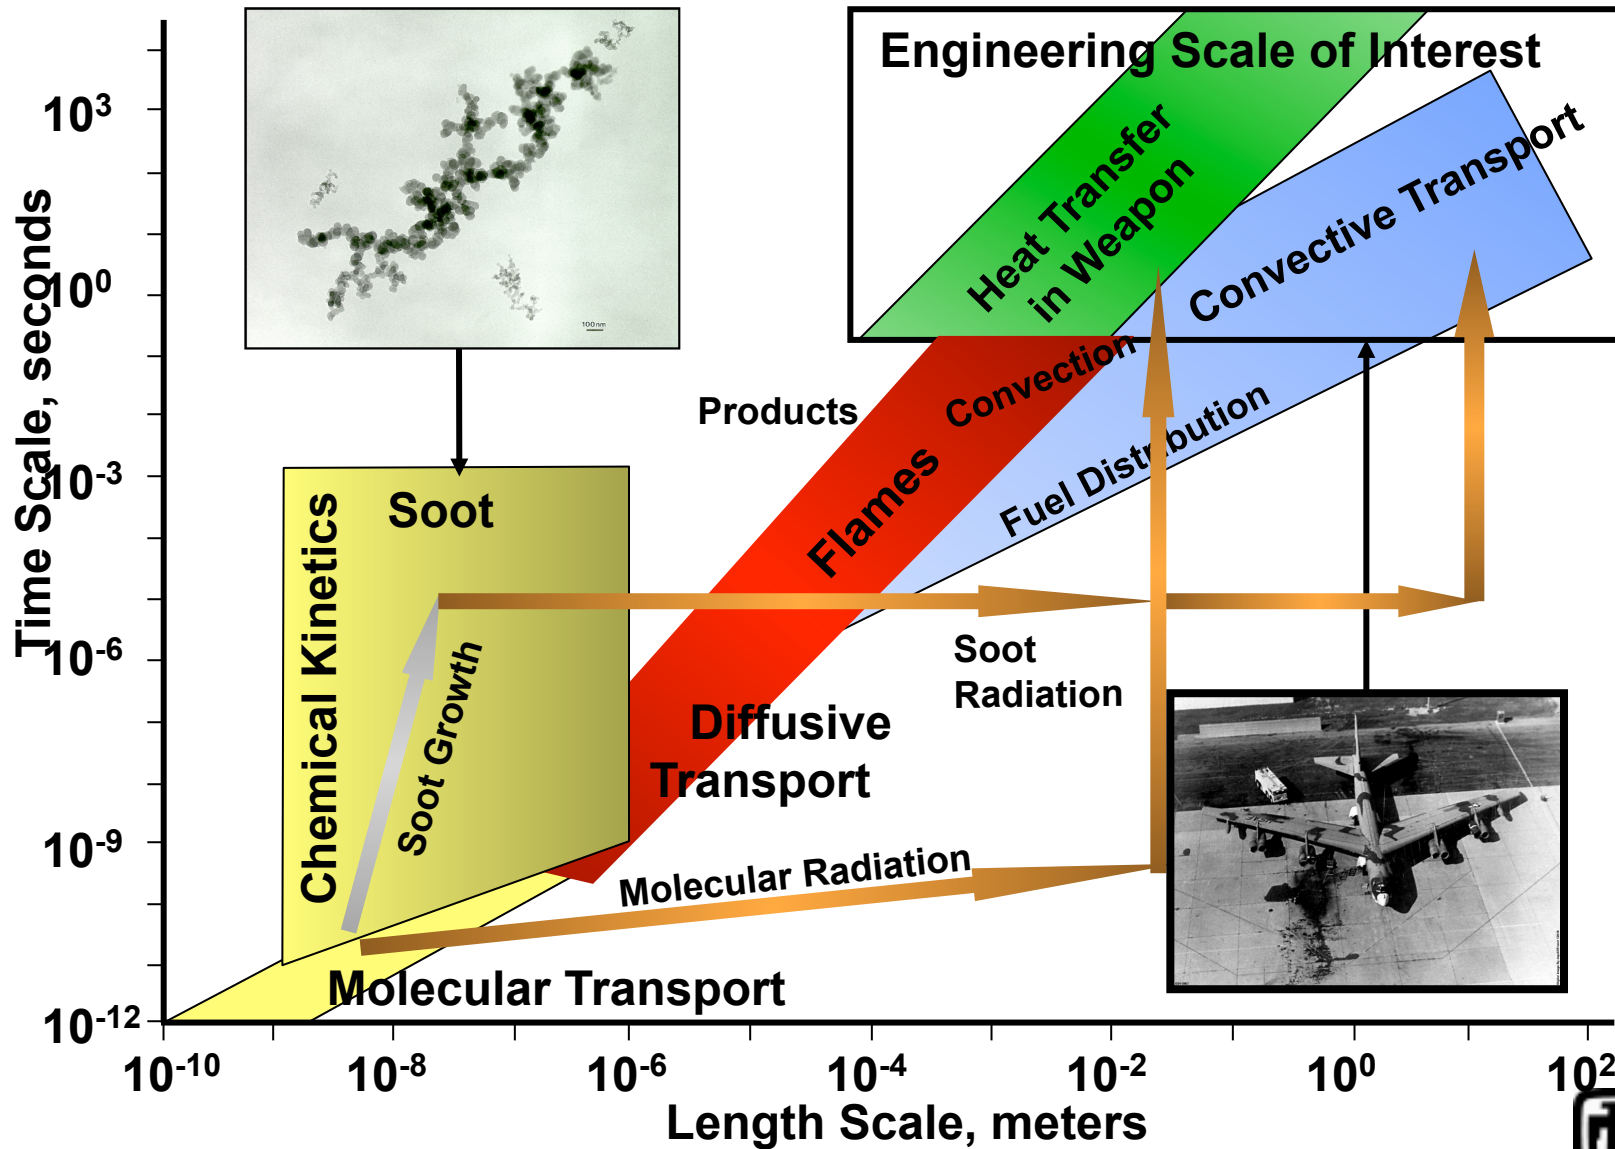 Engineering Scale of Interest
Heat Transfer
in Weapon
Convective Transport
100 nm
Time Scale, seconds
10³
10⁰
10⁻³
10⁻⁶
10⁻⁹
10⁻¹²
Products
Convection
Flames
Fuel Distribution
Soot
Chemical Kinetics
Soot Growth
Soot
Radiation
Diffusive
Transport
Molecular Radiation
Molecular Transport
10⁻¹⁰
10⁻⁸
10⁻⁶
10⁻⁴
10⁻²
10⁰
10²
Length Scale, meters